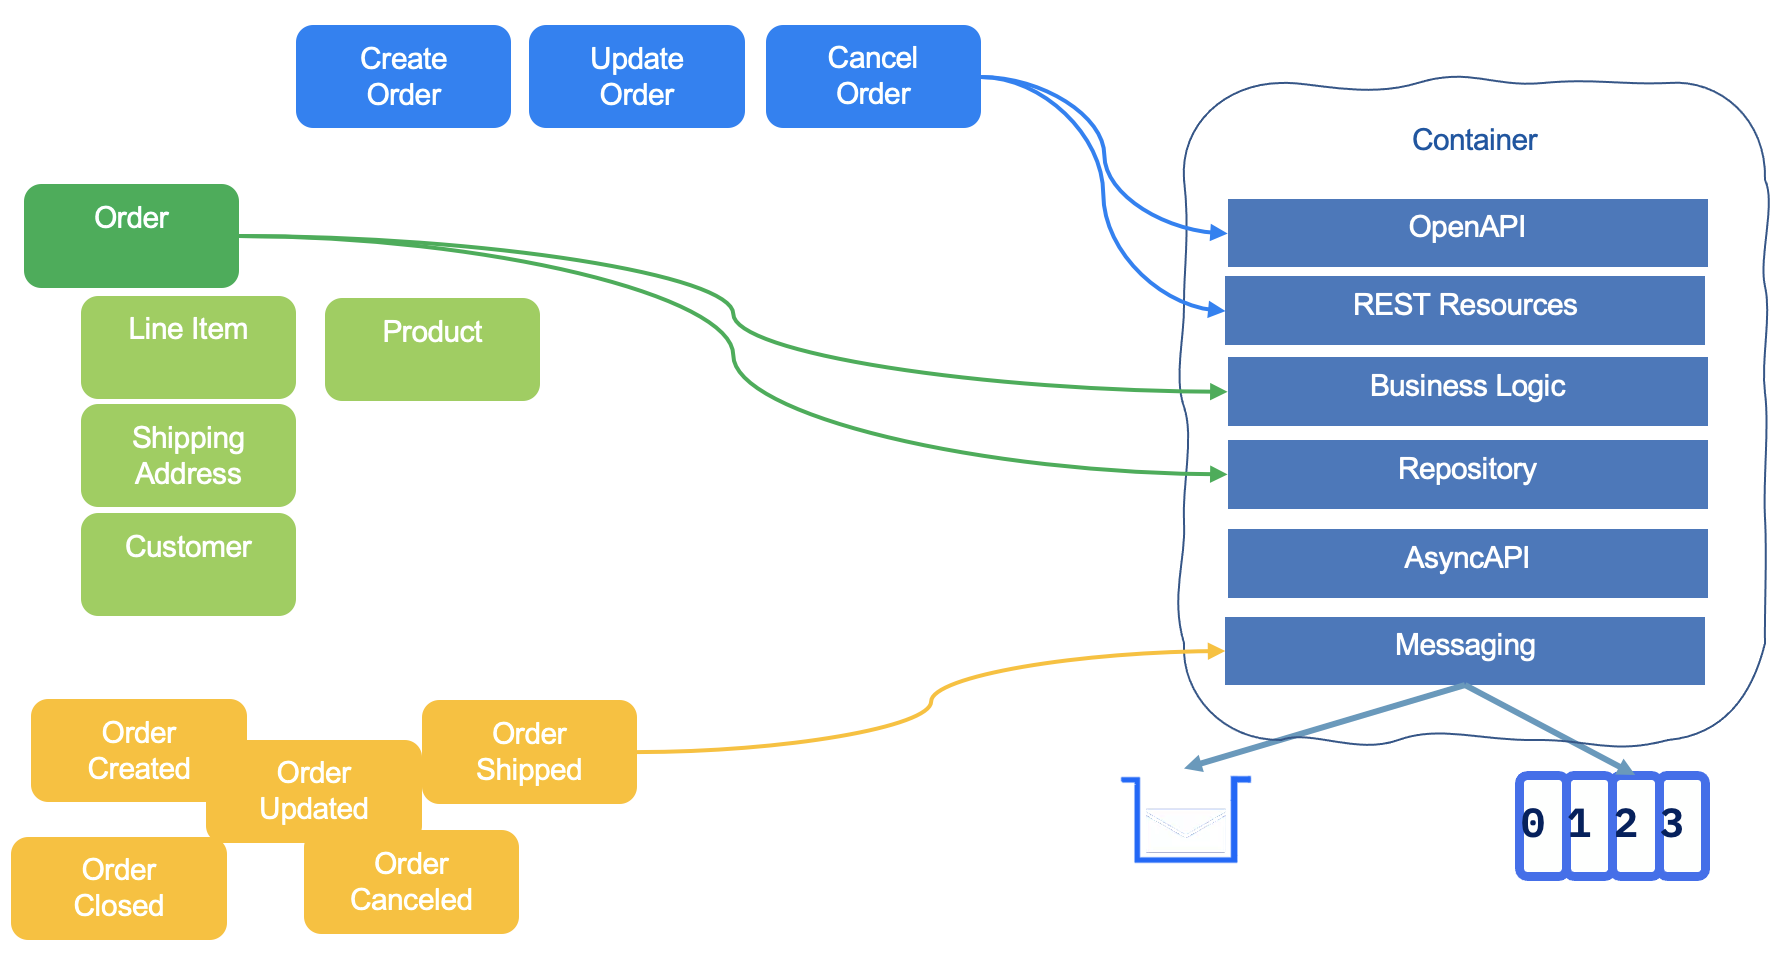 Create
Order
Update
Order
Cancel
Order
Container
Order
OpenAPI
REST Resources
Line Item
Product
Business Logic
Shipping
Address
Repository
Customer
AsyncAPI
Messaging
Order
Created
Order
Updated
Order
Shipped
Order
Closed
Order
Canceled
0 1 2 3